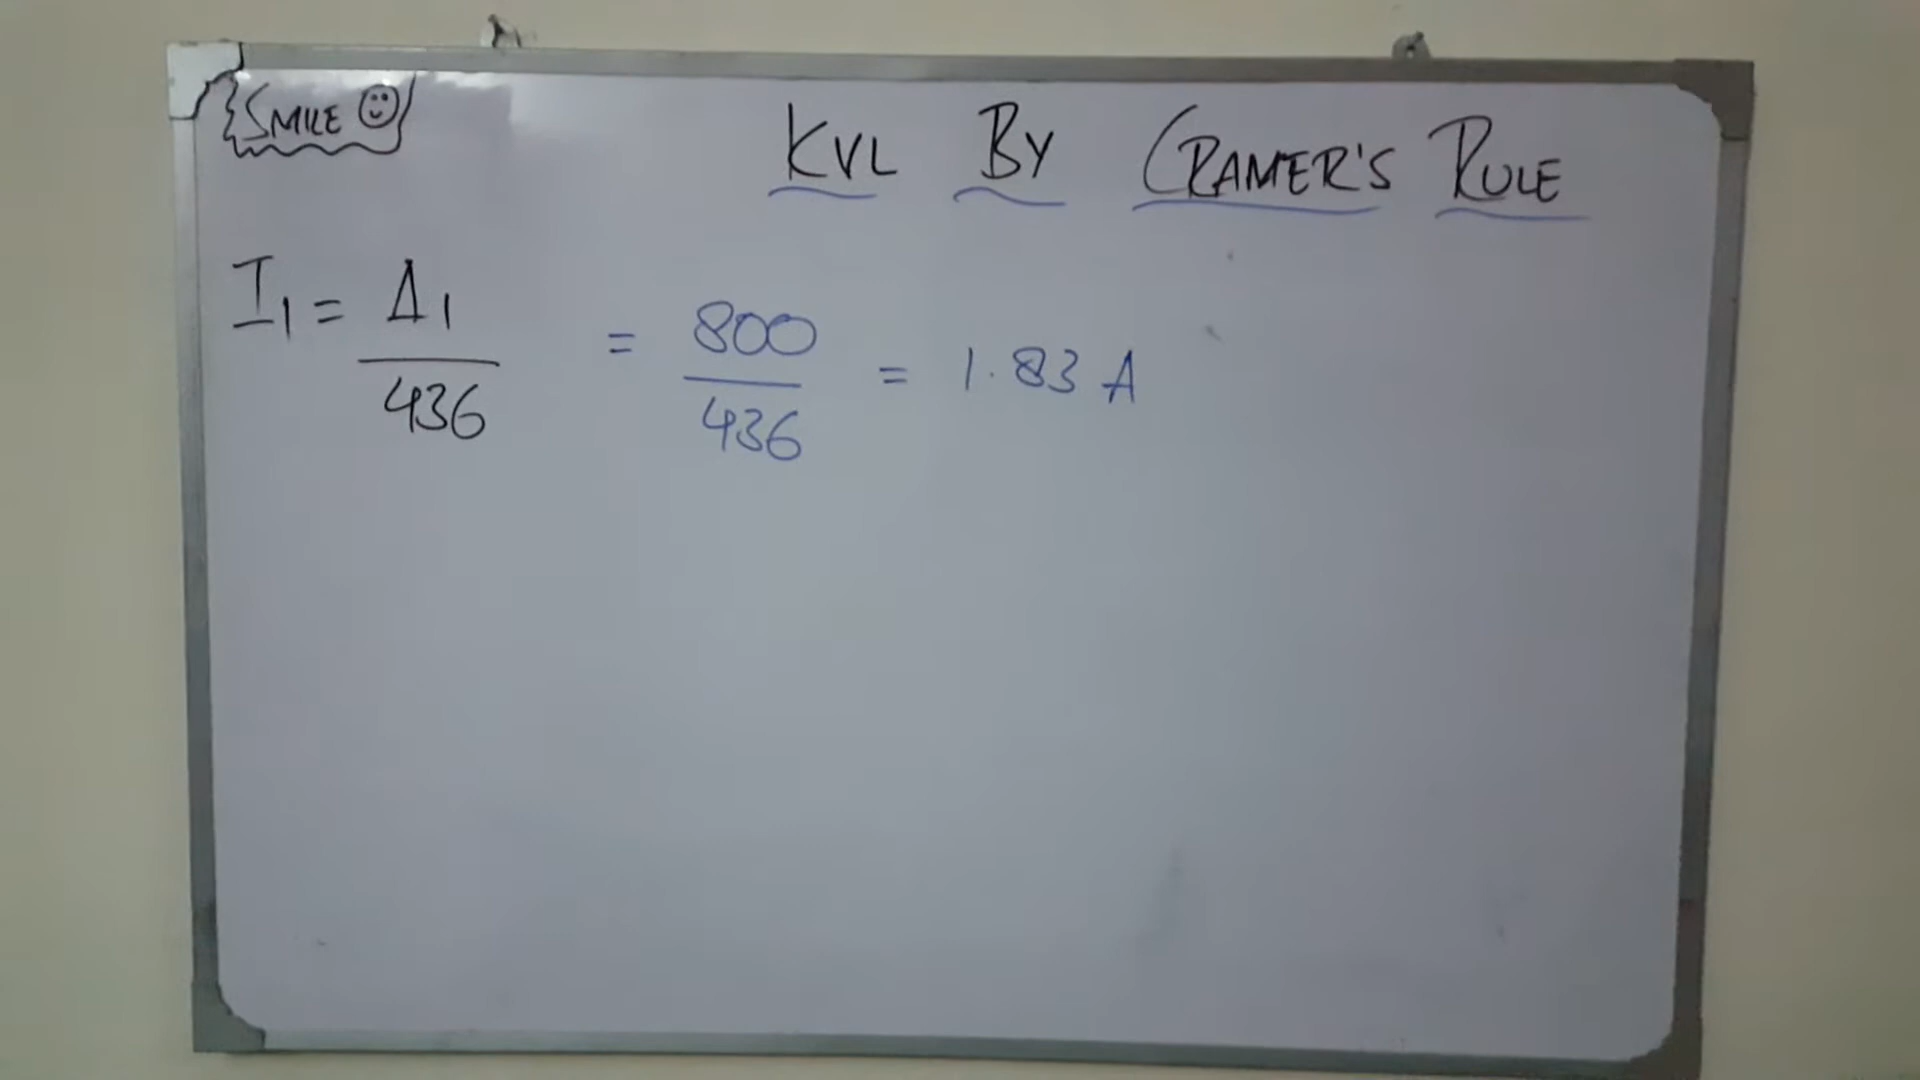 SMILE ☺
KVL BY CRAMER'S RULE
I₁ = Δ₁/436 = 800/436 = 1.83 A